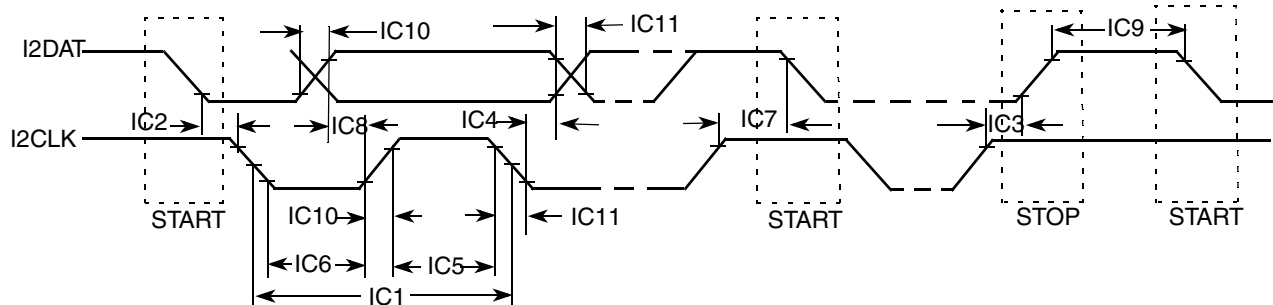 IC10
IC11
IC9
I2DAT
IC2
IC8
IC4
IC7
IC3
I2CLK
START
IC10
IC11
START
STOP
START
IC6
IC5
IC1